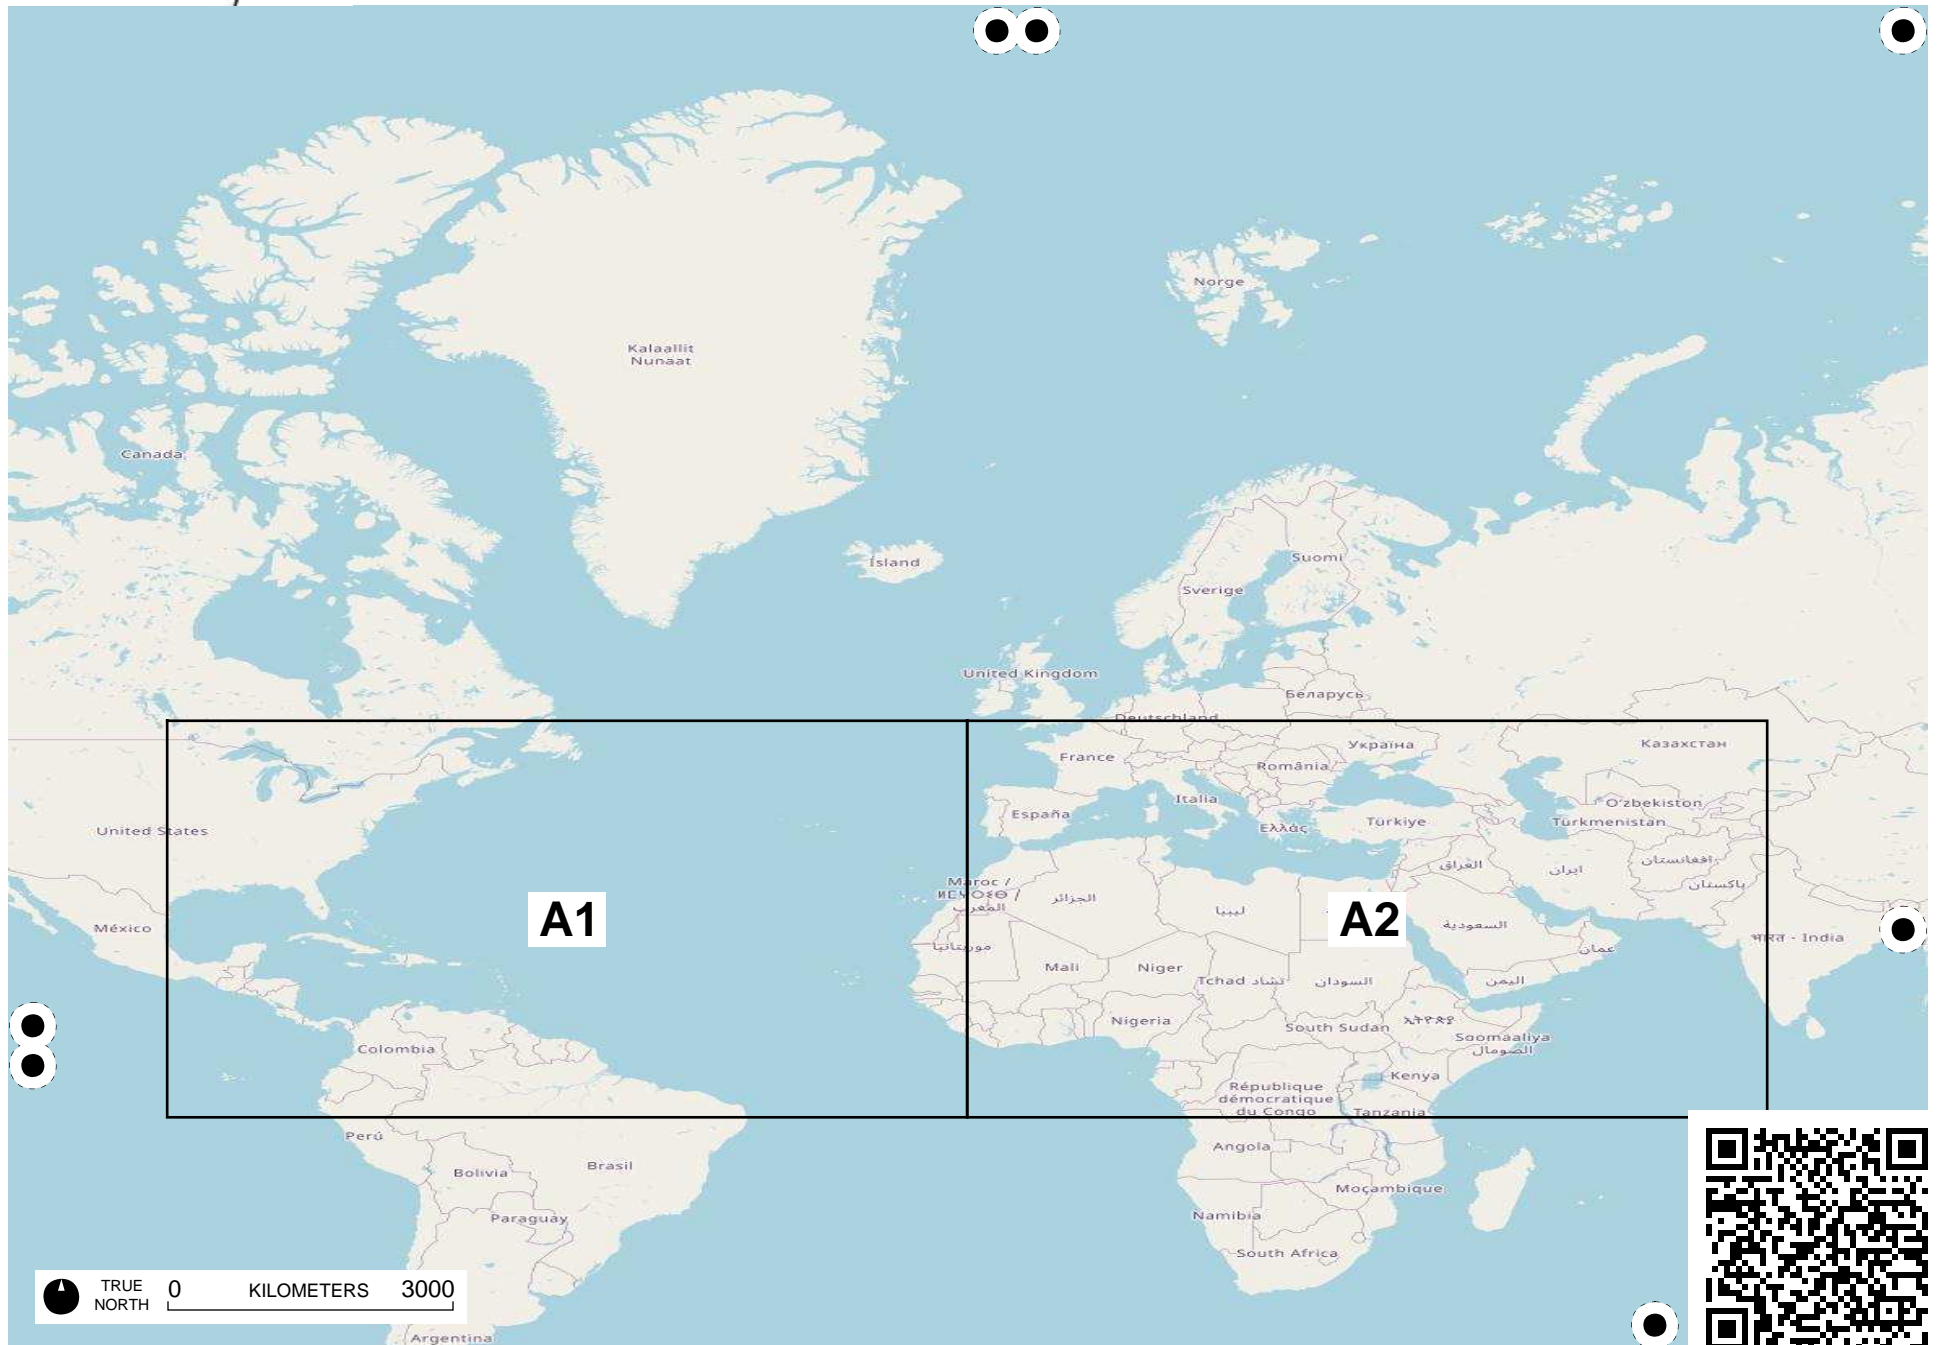 Norge
Kalaallit
Nunaat
Canada
Ísland
Suomi
Sverige
United Kingdom
Беларусь
Deutschland
Україна
Казахстан
France
România
Italia
O'zbekiston
España
Türkiye
Türkmenistan
Ελλάς
United States
افغانستان
العراق
ایران
Maroc /
ⵍⵎⵖⵔⵉⴱ /
المغرب
الجزائر
پاکستان
ليبيا
A1
A2
السعودية
México
भारत - India
موريتانيا
عمان
Mali
Niger
Tchad تشاد
السودان
اليمن
Nigeria
South Sudan
ኢትዮጵያ
Soomaaliya
الصومال
Colombia
Kenya
République
démocratique
du Congo
Tanzania
Perú
Angola
Bolivia
Brasil
Moçambique
Paraguay
Namibia
South Africa
TRUE
NORTH
0 KILOMETERS 3000
Argentina